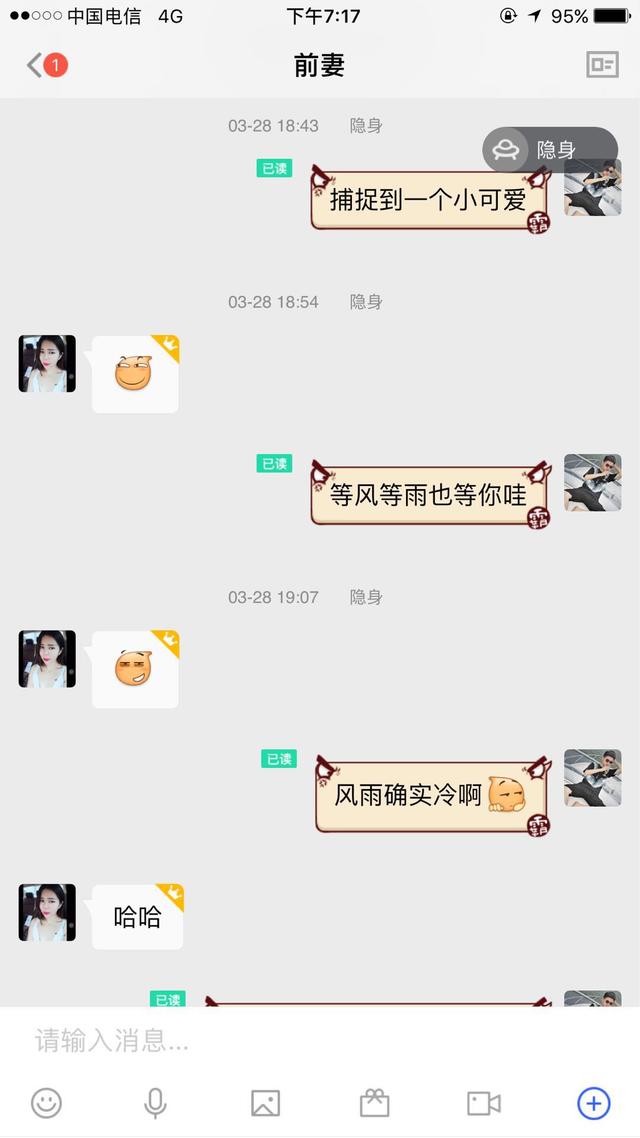 中国电信 4G 下午7:17 95%
1 前妻
03-28 18:43 隐身
隐身
已读
捕捉到一个小可爱
霸
03-28 18:54 隐身
已读
等风等雨也等你哇
霸
03-28 19:07 隐身
已读
风雨确实冷啊
霸
哈哈
已读
请输入消息...